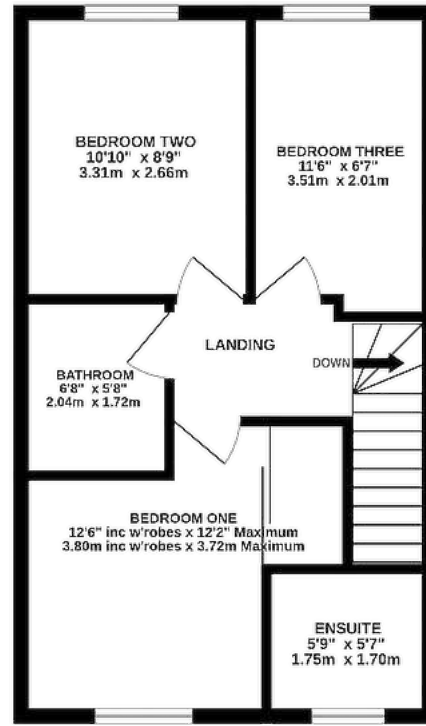 BEDROOM TWO
10'10" x 8'9"
3.31m x 2.66m
BEDROOM THREE
11'6" x 6'7"
3.51m x 2.01m
LANDING
DOWN
BATHROOM
6'8" x 5'8"
2.04m x 1.72m
BEDROOM ONE
12'6" inc w'robes x 12'2" Maximum
3.80m inc w'robes x 3.72m Maximum
ENSUITE
5'9" x 5'7"
1.75m x 1.70m